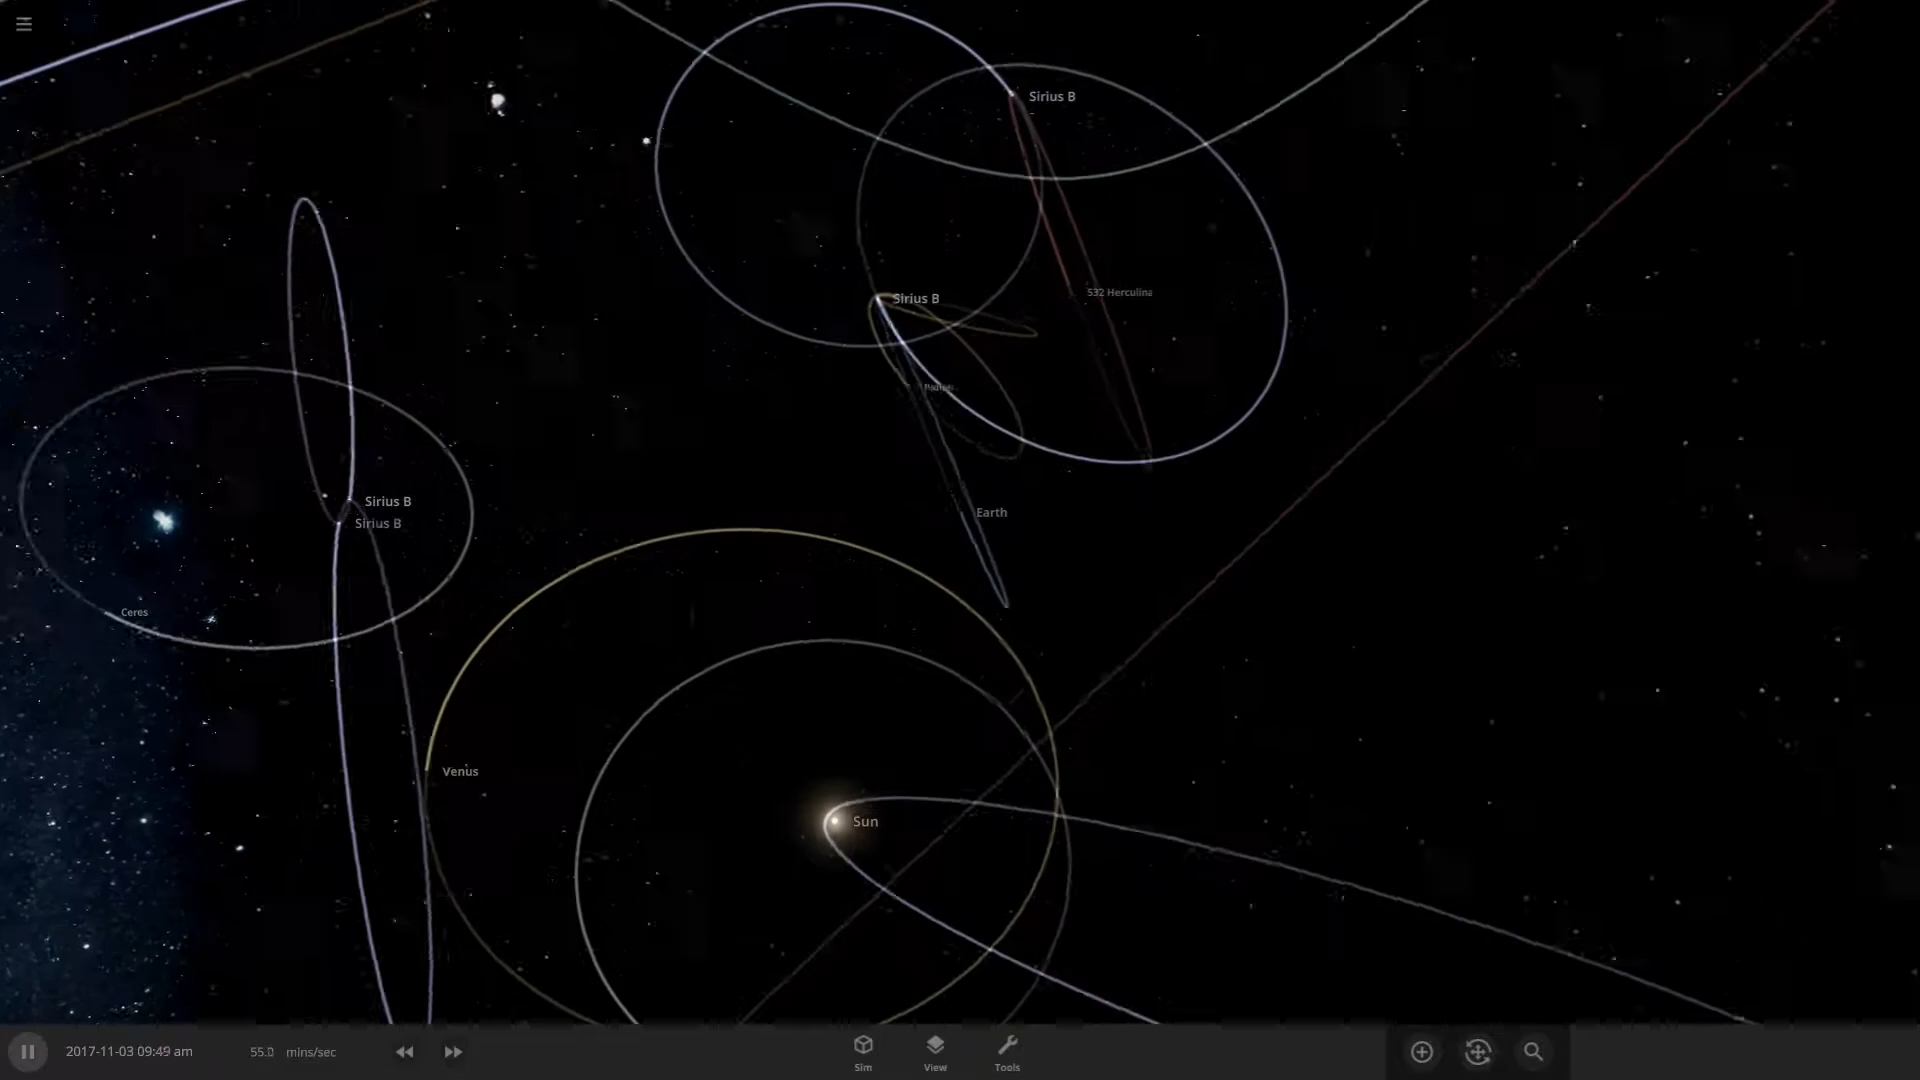 Sirius B
532 Herculina
Sirius B
Sirius B
Sirius B
Earth
Ceres
Venus
Sun
2017-11-03 09:49 am
55.0 mins/sec
Sim
View
Tools